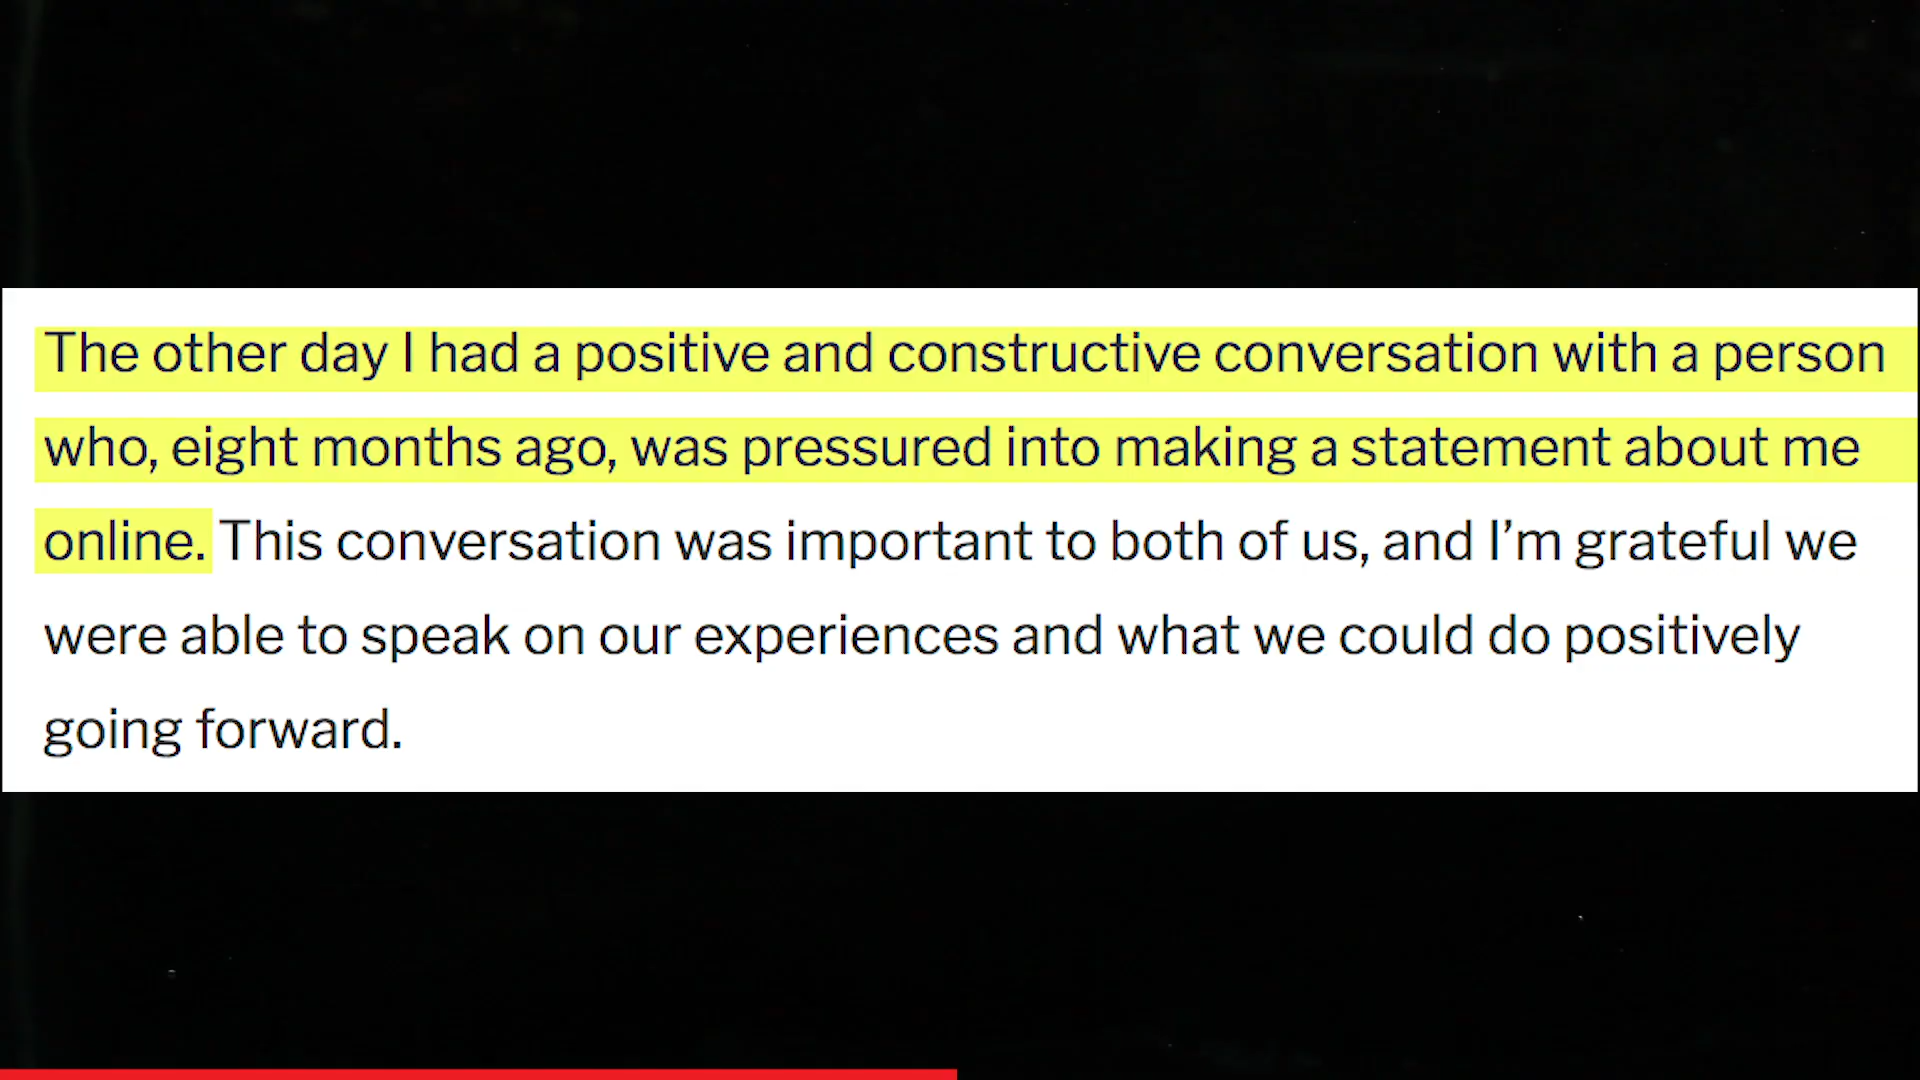 The other day I had a positive and constructive conversation with a person
who, eight months ago, was pressured into making a statement about me
online. This conversation was important to both of us, and I’m grateful we
were able to speak on our experiences and what we could do positively
going forward.